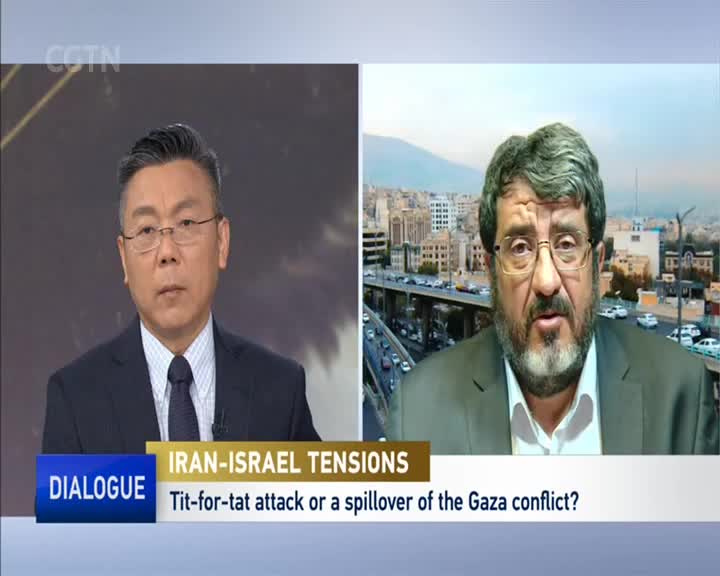 CGTN
IRAN-ISRAEL TENSIONS
DIALOGUE
Tit-for-tat attack or a spillover of the Gaza conflict?